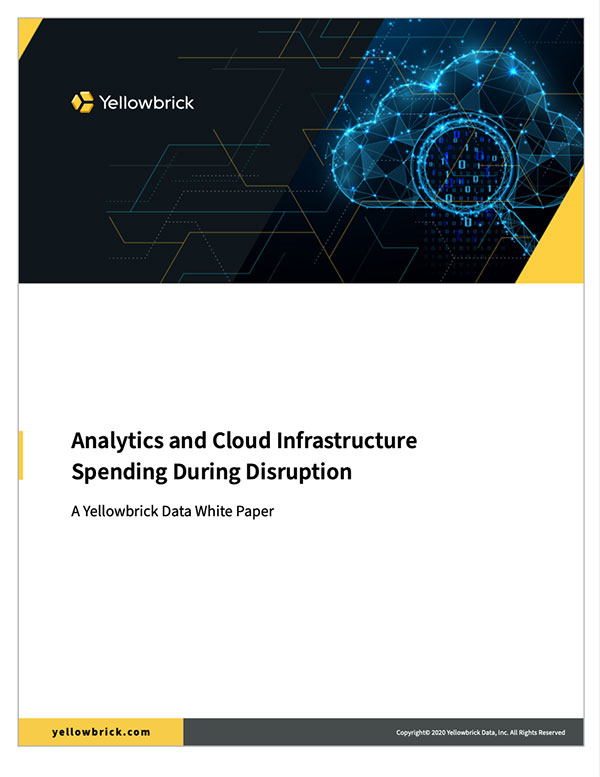 Yellowbrick
Analytics and Cloud Infrastructure
Spending During Disruption
A Yellowbrick Data White Paper
yellowbrick.com
Copyright© 2020 Yellowbrick Data, Inc. All Rights Reserved